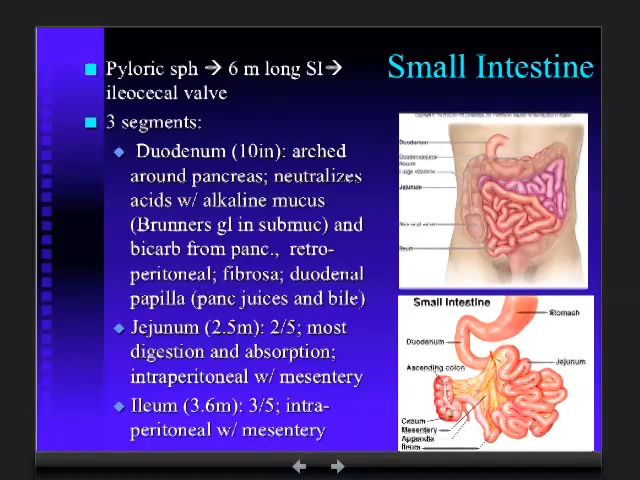 Small Intestine
Pyloric sph → 6 m long SI→
ileocecal valve
3 segments:
Duodenum (10in): arched
around pancreas; neutralizes
acids w/ alkaline mucus
(Brunners gl in submuc) and
bicarb from panc., retro-
peritoneal; fibrosa; duodenal
papilla (panc juices and bile)
Jejunum (2.5m): 2/5; most
digestion and absorption;
intraperitoneal w/ mesentery
Ileum (3.6m): 3/5; intra-
peritoneal w/ mesentery
Duodenum
Jejunum
Ileum
Small Intestine
Stomach
Duodenum
Jejunum
Ascending colon
Cecum
Mesentery
Appendix
Ileum